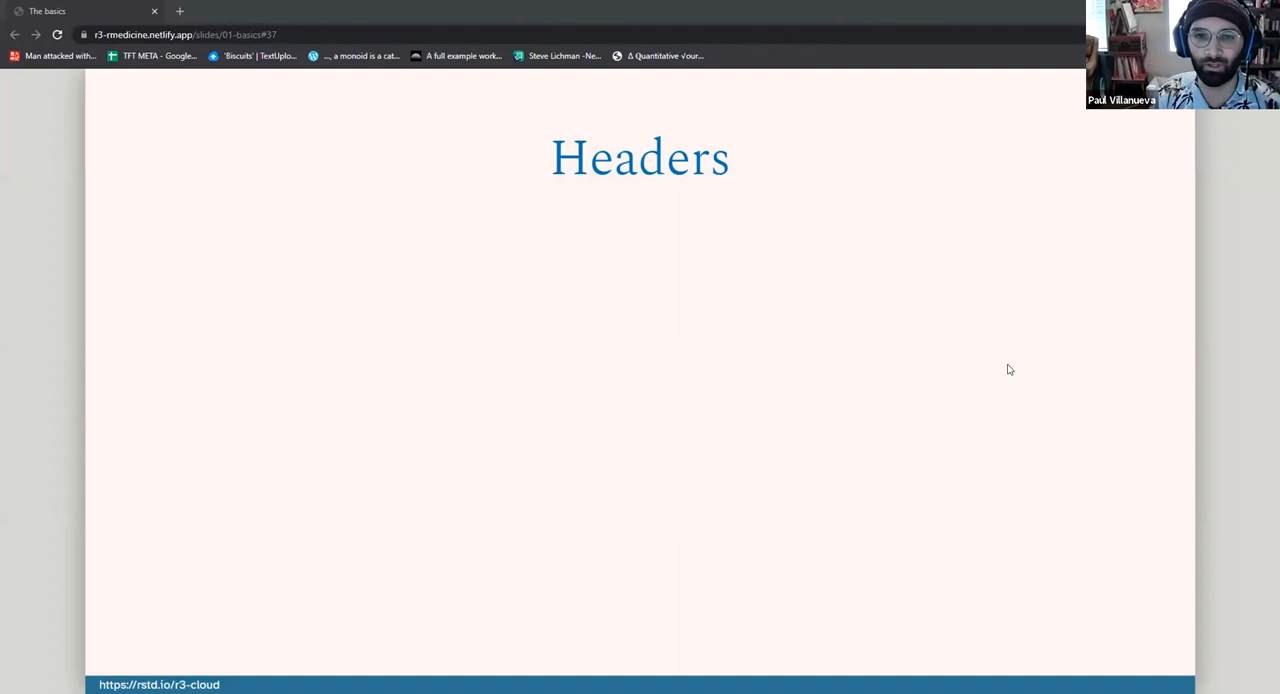 The basics
r3-rmedicine.netlify.app/slides/01-basics#37
Man attacked with... TFT META - Google... 'Biscuits' | TextUplo... ..., a monoid is a cat... A full example work... Steve Lichman -Ne... Δ Quantitative √our...
Paul Villanueva
Headers
https://rstd.io/r3-cloud